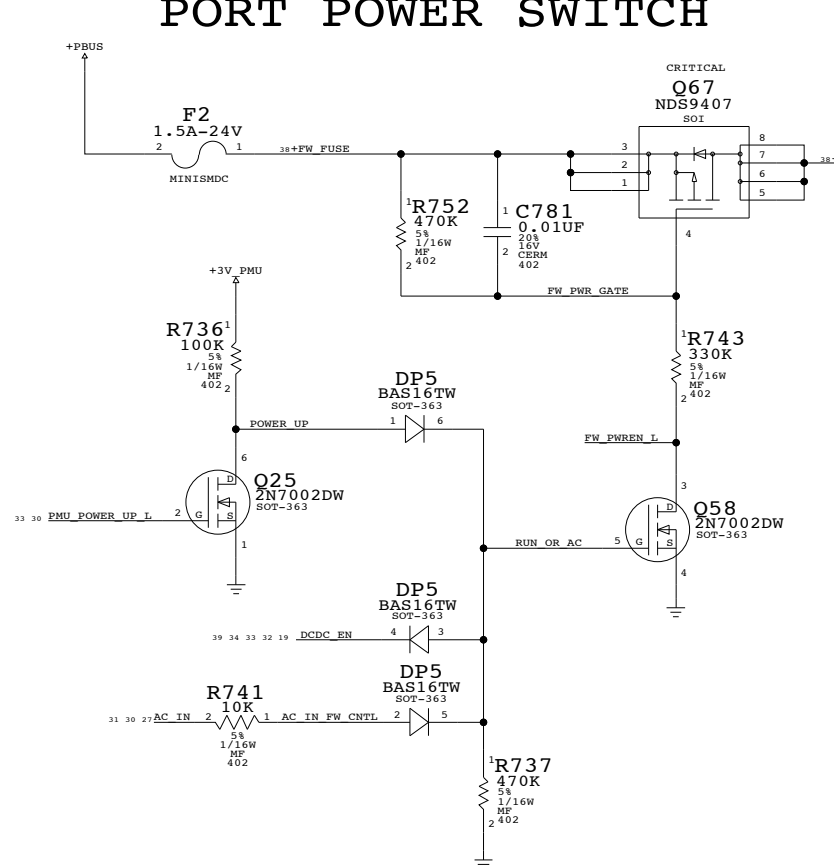 PORT POWER SWITCH
+PBUS
CRITICAL
Q67
NDS9407
SOI
F2
1.5A-24V
2 1
38+FW_FUSE
MINISMDC
3
2
1
8
7
6
5
38
4
1
R752
470K
5%
1/16W
MF
402
2
1
C781
0.01UF
20%
16V
CERM
402
2
FW_PWR_GATE
+3V_PMU
R736
1
100K
5%
1/16W
MF
402
2
1
R743
330K
5%
1/16W
MF
402
2
DP5
BAS16TW
SOT-363
POWER_UP
1 6
FW_PWREN_L
6
D
Q25
2N7002DW
SOT-363
33 30 PMU_POWER_UP_L
2
G
S
1
3
D
Q58
2N7002DW
SOT-363
RUN_OR_AC
5
G
S
4
DP5
BAS16TW
SOT-363
39 34 33 32 19 DCDC_EN
4 3
DP5
BAS16TW
SOT-363
R741
10K
31 30 27 AC_IN 2 1 AC_IN_FW_CNTL 2 5
5%
1/16W
MF
402
1
R737
470K
5%
1/16W
MF
402
2